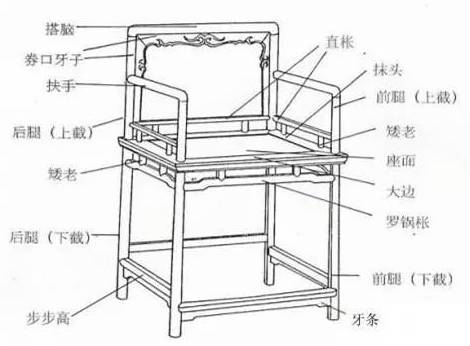 搭脑
券口牙子
直枨
扶手
抹头
前腿（上截）
后腿（上截）
矮老
座面
矮老
大边
罗锅枨
后腿（下截）
前腿（下截）
步步高
牙条